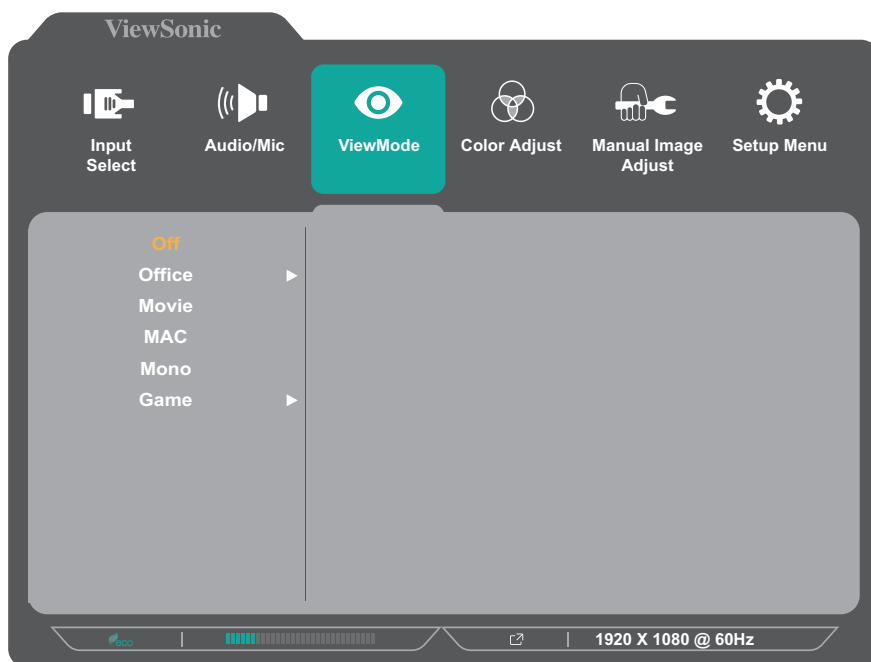 ViewSonic
Input
Select
Audio/Mic
ViewMode
Color Adjust
Manual Image
Adjust
Setup Menu
Off
Office
Movie
MAC
Mono
Game
eco
1920 X 1080 @ 60Hz